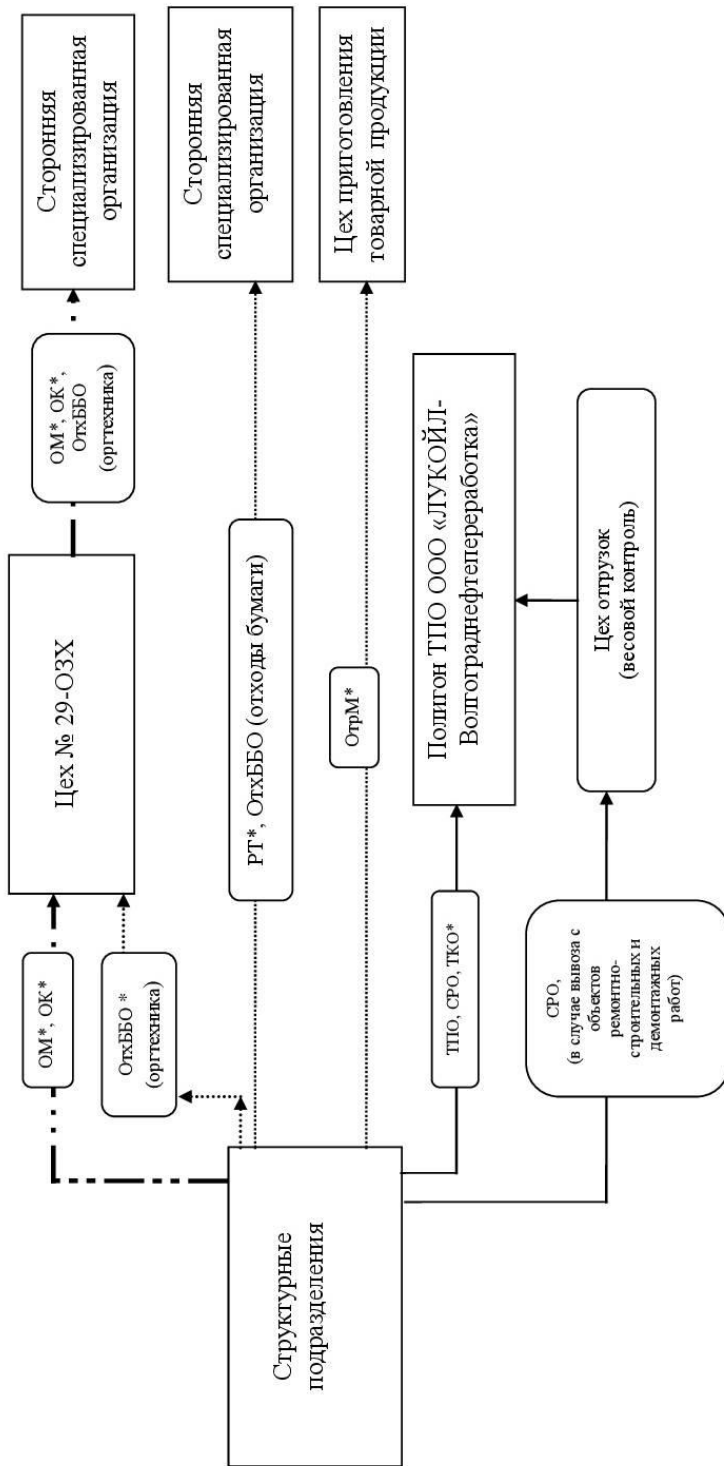 Структурные
подразделения
ОМ*, ОК*
ОтхББО *
(оргтехника)
Цех № 29-ОЗХ
ОМ*, ОК*,
ОтхББО
(оргтехника)
Сторонняя
специализированная
организация
РТ*, ОтхББО (отходы бумаги)
Сторонняя
специализированная
организация
ОтрМ*
Цех приготовления
товарной продукции
ТПО, СРО, ТКО*
Полигон ТПО ООО «ЛУКОЙЛ-
Волгограднефтепереработка»
СРО,
(в случае вывоза с
объектов
ремонтно-
строительных и
демонтажных
работ)
Цех отгрузок
(весовой контроль)